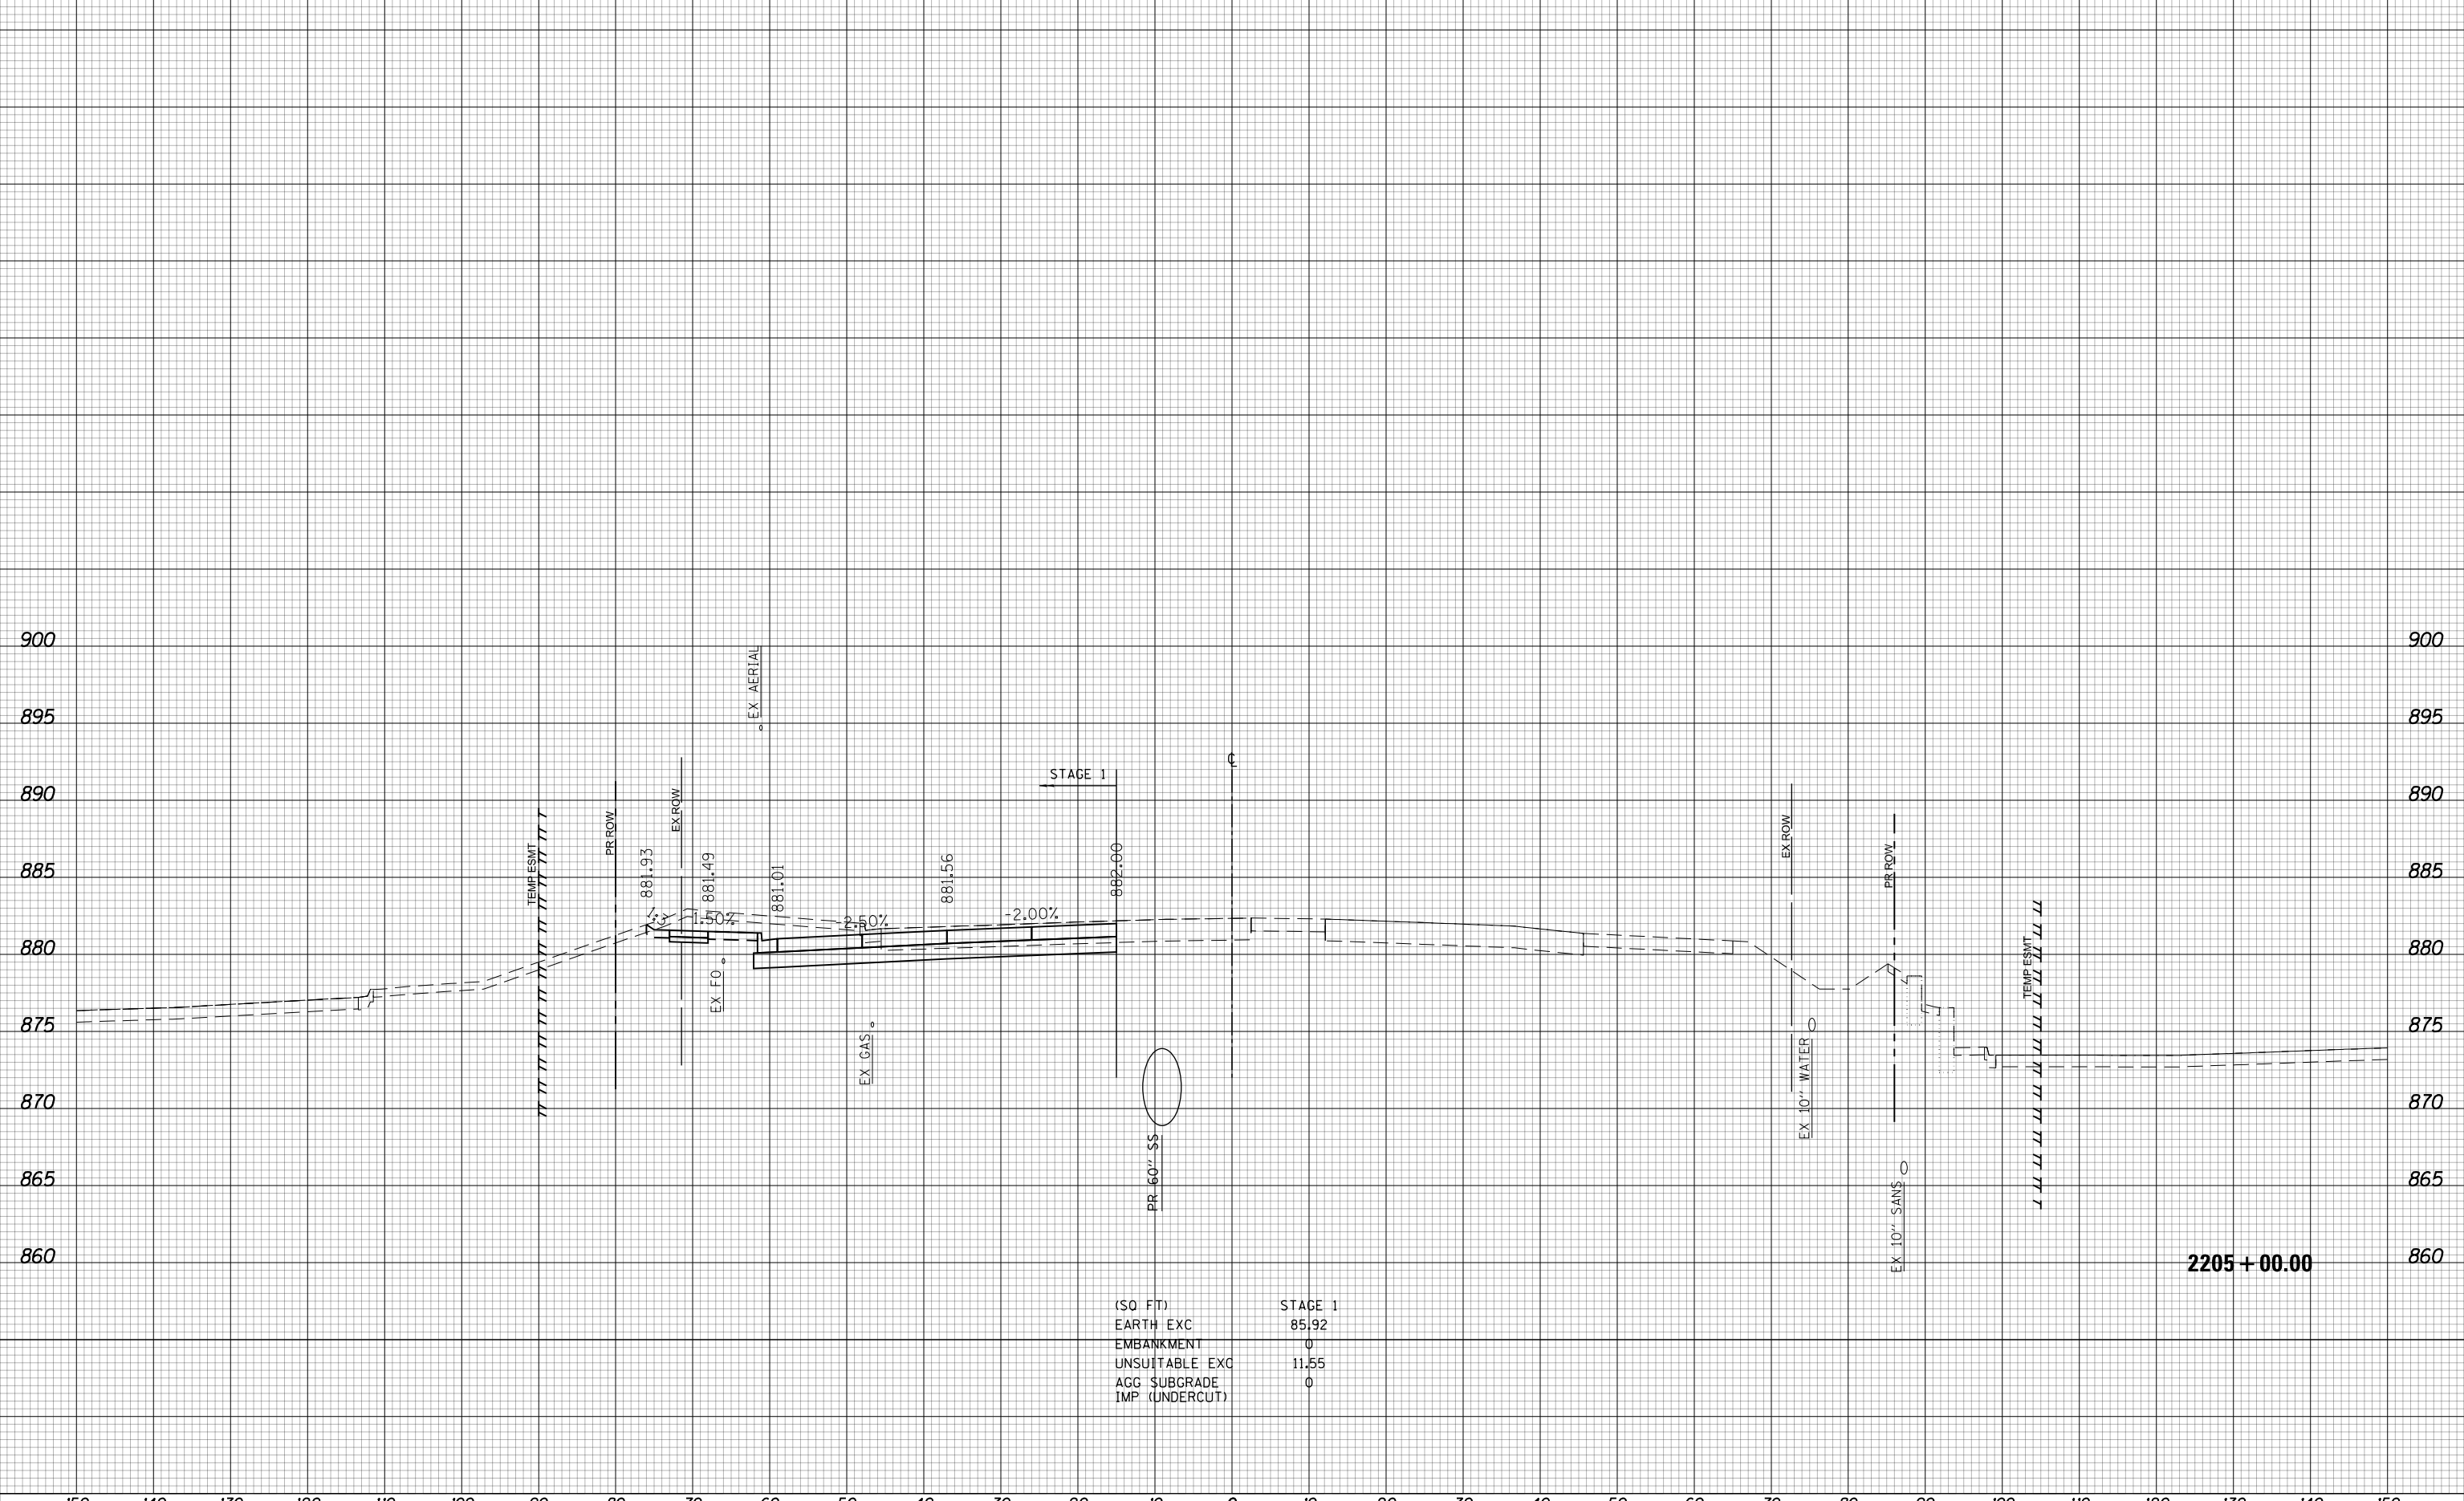 900 900
EX AERIAL
895 895
℄
STAGE 1
890 890
TEMP ESMT
PR ROW
EX ROW
881.93
881.49
881.01
881.56
882.00
EX ROW
PR ROW
TEMP ESMT
885 885
1:3
1.50%
-2.50%
-2.00%
880 880
EX FO
875 875
EX GAS
EX 10'' WATER
870 870
PR 60'' SS
865 865
EX 10'' SANS
860 860
2205+00.00
(SQ FT) STAGE 1
EARTH EXC 85.92
EMBANKMENT 0
UNSUITABLE EXC 11.55
AGG SUBGRADE 0
IMP (UNDERCUT)